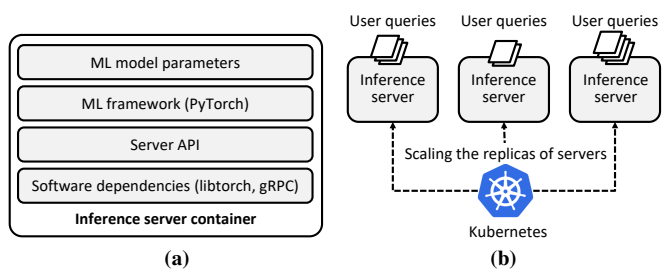 ML model parameters
ML framework (PyTorch)
Server API
Software dependencies (libtorch, gRPC)
Inference server container
(a)
User queries
User queries
User queries
Inference
server
Inference
server
Inference
server
Scaling the replicas of servers
Kubernetes
(b)